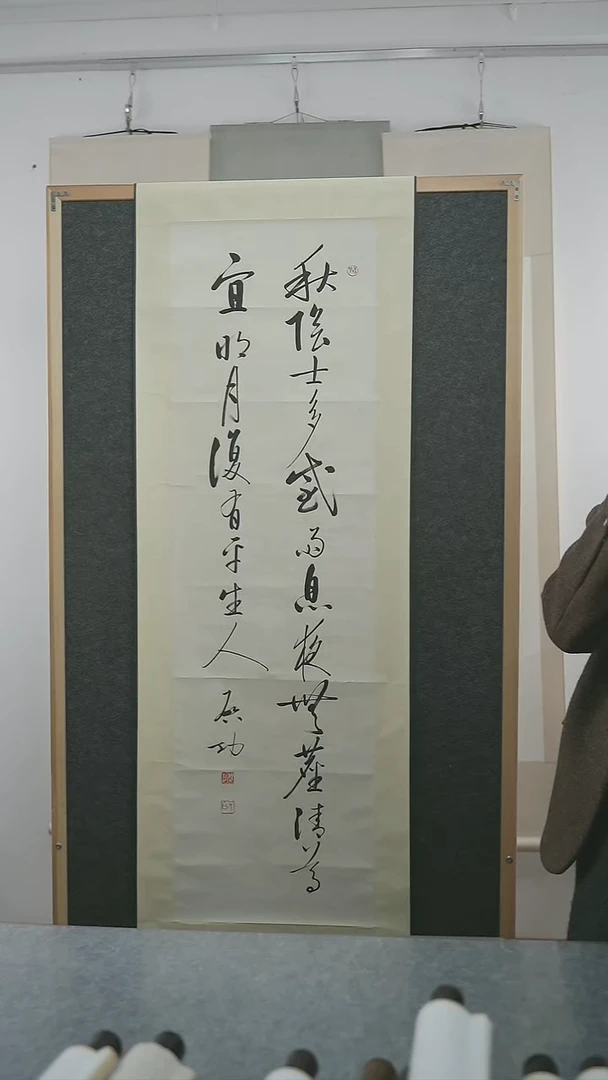 秋陰士多感雨息夜無塵清尊
宜明月復有平生人
启功